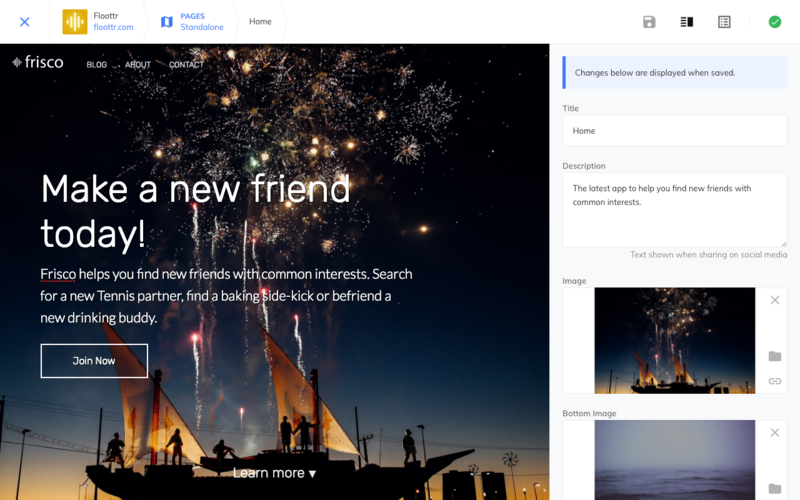 Floottr
floottr.com
PAGES
Standalone
Home
frisco
BLOG
ABOUT
CONTACT
Make a new friend
today!
Frisco helps you find new friends with common interests. Search
for a new Tennis partner, find a baking side-kick or befriend a
new drinking buddy.
Join Now
Learn more ▾
Changes below are displayed when saved.
Title
Home
Description
The latest app to help you find new friends with
common interests.
Text shown when sharing on social media
Image
Bottom Image